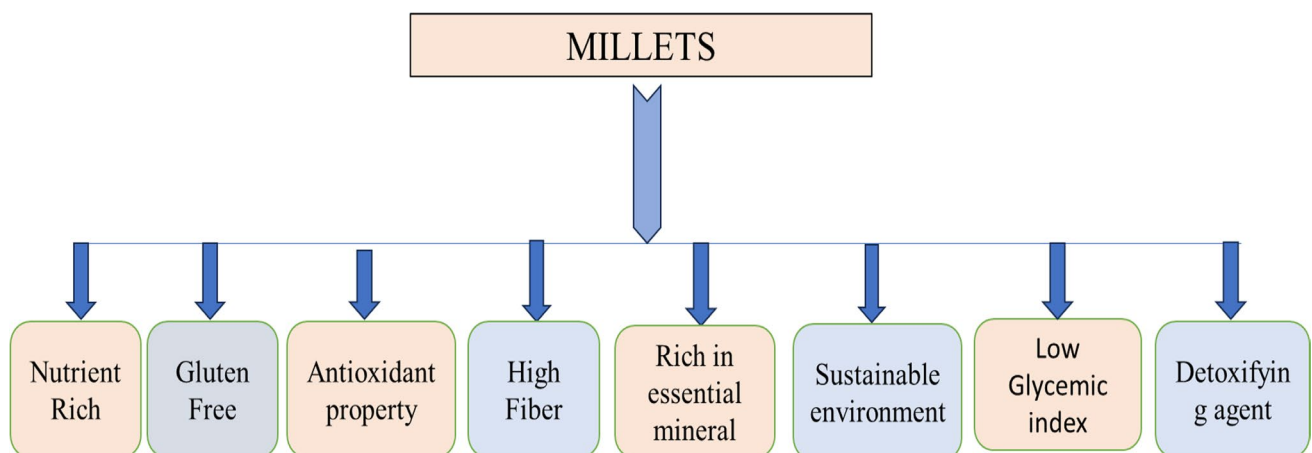 MILLETS
Nutrient
Rich
Gluten
Free
Antioxidant
property
High
Fiber
Rich in
essential
mineral
Sustainable
environment
Low
Glycemic
index
Detoxifyin
g agent